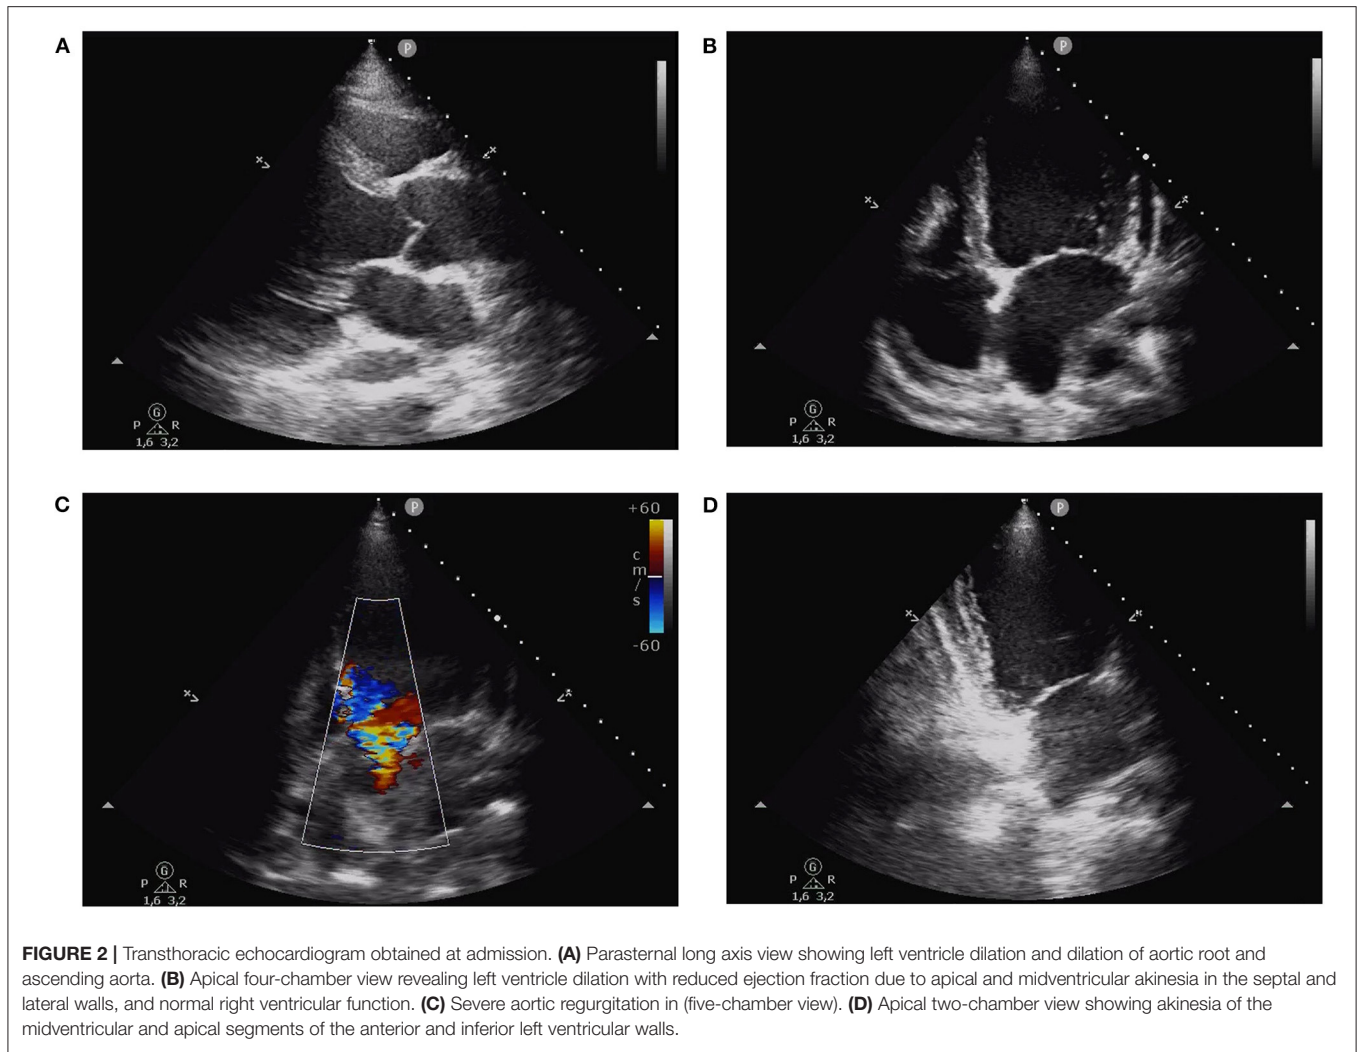 A
P
P R
G
1,6 3,2
B
P
G
P R
1,6 3,2
C
P
+60
c
m
/
s
-60
G
P R
1,6 3,2
D
P
G
P R
1,6 3,2
FIGURE 2 | Transthoracic echocardiogram obtained at admission. (A) Parasternal long axis view showing left ventricle dilation and dilation of aortic root and
ascending aorta. (B) Apical four-chamber view revealing left ventricle dilation with reduced ejection fraction due to apical and midventricular akinesia in the septal and
lateral walls, and normal right ventricular function. (C) Severe aortic regurgitation in (five-chamber view). (D) Apical two-chamber view showing akinesia of the
midventricular and apical segments of the anterior and inferior left ventricular walls.